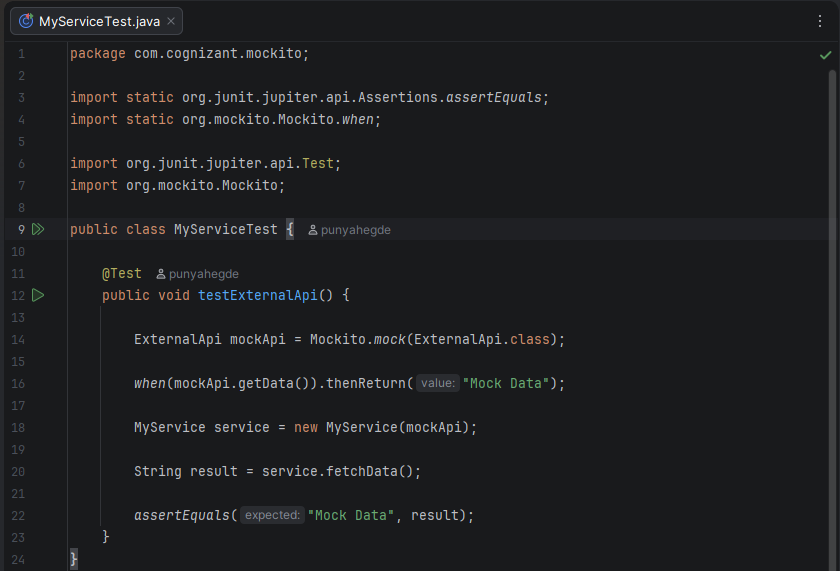 MyServiceTest.java
1 package com.cognizant.mockito;
2
3 import static org.junit.jupiter.api.Assertions.assertEquals;
4 import static org.mockito.Mockito.when;
5
6 import org.junit.jupiter.api.Test;
7 import org.mockito.Mockito;
8
9 public class MyServiceTest { punyahegde
10
11 @Test punyahegde
12 public void testExternalApi() {
13
14 ExternalApi mockApi = Mockito.mock(ExternalApi.class);
15
16 when(mockApi.getData()).thenReturn( value: "Mock Data");
17
18 MyService service = new MyService(mockApi);
19
20 String result = service.fetchData();
21
22 assertEquals( expected: "Mock Data", result);
23 }
24 }